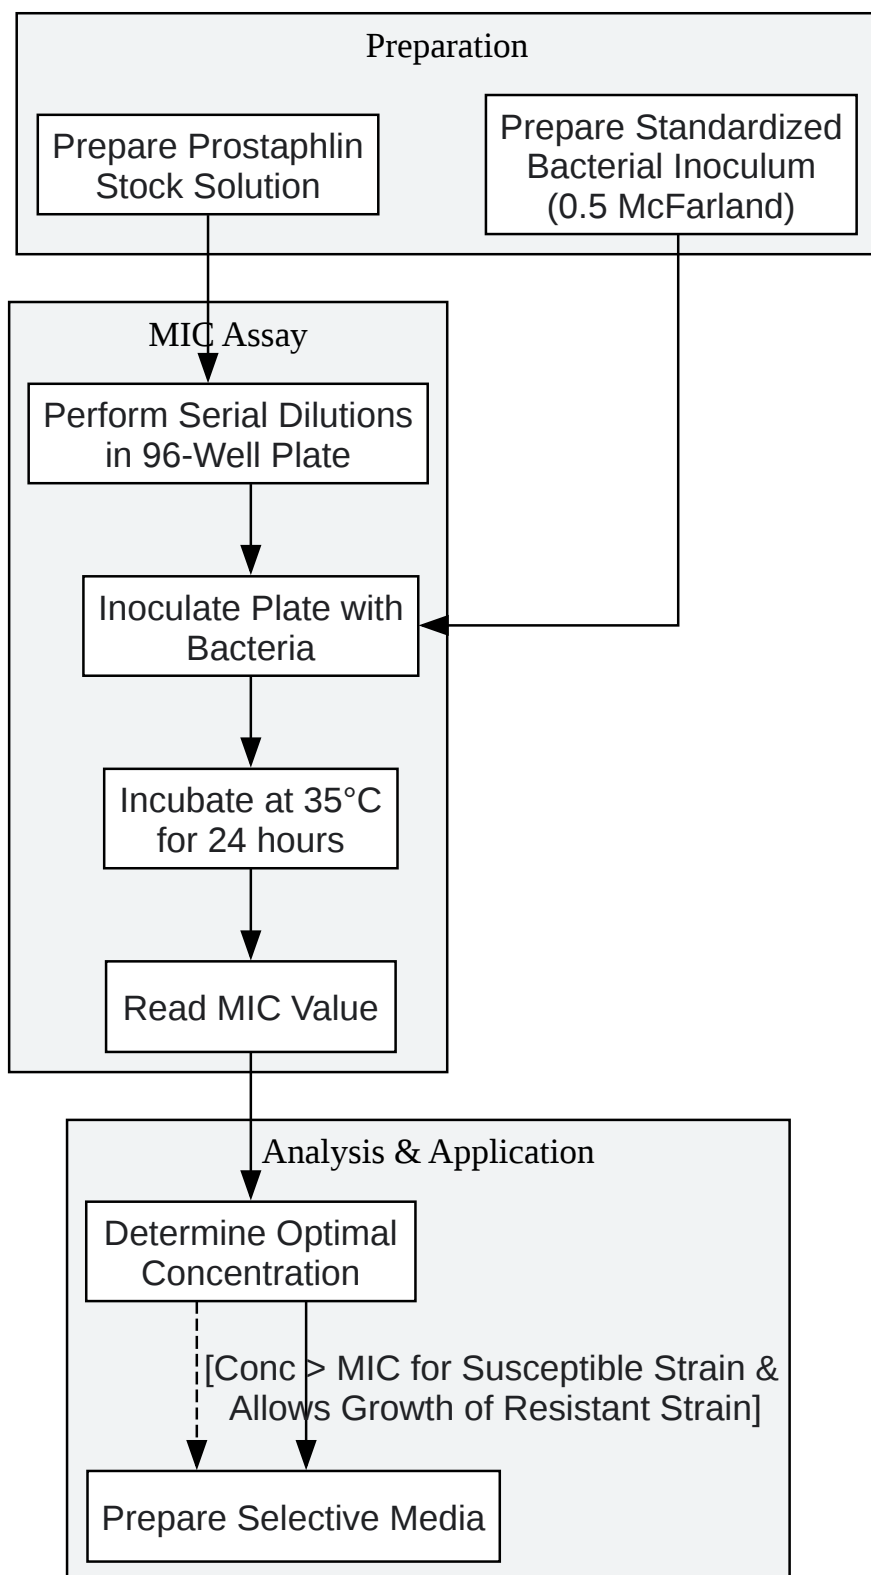 Preparation
Prepare Prostaphlin
Stock Solution
Prepare Standardized
Bacterial Inoculum
(0.5 McFarland)
MIC Assay
Perform Serial Dilutions
in 96-Well Plate
Inoculate Plate with
Bacteria
Incubate at 35°C
for 24 hours
Read MIC Value
Analysis & Application
Determine Optimal
Concentration
[Conc > MIC for Susceptible Strain &
Allows Growth of Resistant Strain]
Prepare Selective Media